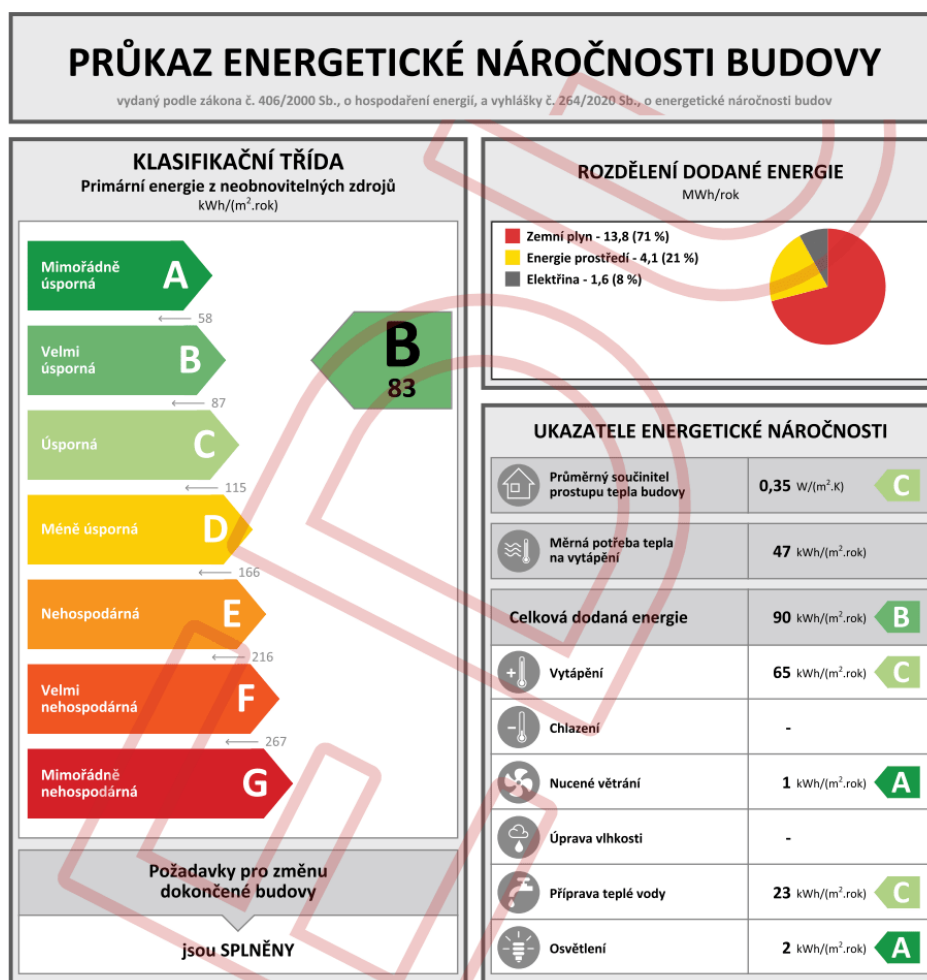 PRŮKAZ ENERGETICKÉ NÁROČNOSTI BUDOVY
vydaný podle zákona č. 406/2000 Sb., o hospodaření energií, a vyhlášky č. 264/2020 Sb., o energetické náročnosti budov
KLASIFIKAČNÍ TŘÍDA
Primární energie z neobnovitelných zdrojů
kWh/(m².rok)
Mimořádně
úsporná
A
58
Velmi
úsporná
B
87
Úsporná
C
115
Méně úsporná
D
166
Nehospodárná
E
216
Velmi
nehospodárná
F
267
Mimořádně
nehospodárná
G
B
83
Požadavky pro změnu
dokončené budovy
jsou SPLNĚNY
ROZDĚLENÍ DODANÉ ENERGIE
MWh/rok
Zemní plyn - 13,8 (71 %)
Energie prostředí - 4,1 (21 %)
Elektřina - 1,6 (8 %)
UKAZATELE ENERGETICKÉ NÁROČNOSTI
Průměrný součinitel
prostupu tepla budovy
0,35 W/(m².K) C
Měrná potřeba tepla
na vytápění
47 kWh/(m².rok)
Celková dodaná energie 90 kWh/(m².rok) B
Vytápění 65 kWh/(m².rok) C
Chlazení -
Nucené větrání 1 kWh/(m².rok) A
Úprava vlhkosti -
Příprava teplé vody 23 kWh/(m².rok) C
Osvětlení 2 kWh/(m².rok) A